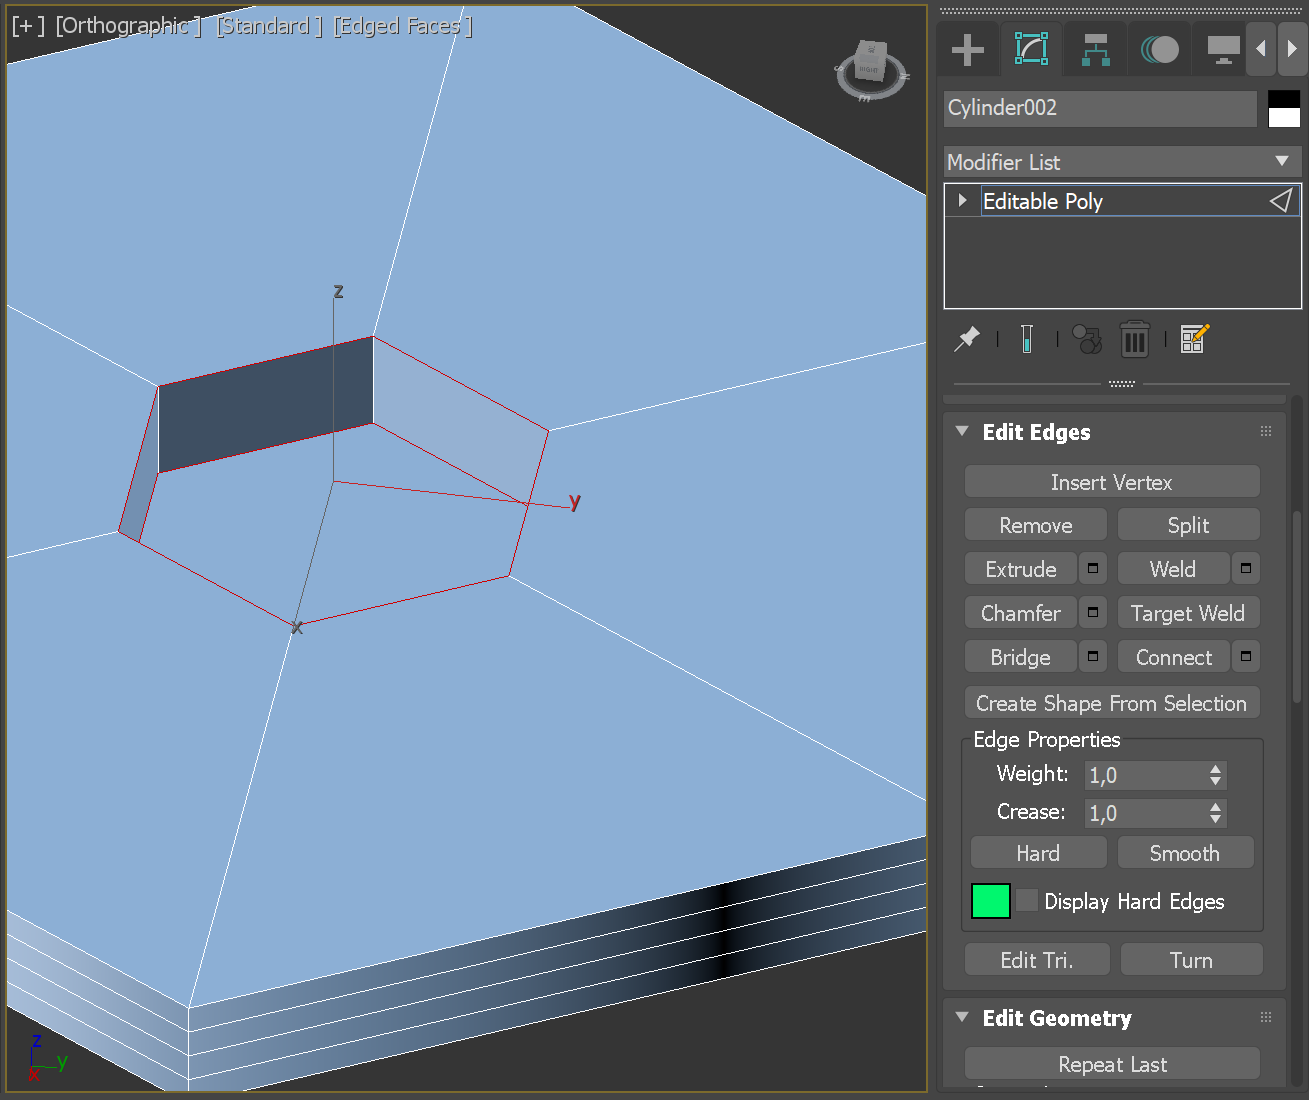 [+ ] [Orthographic ] [Standard ] [Edged Faces ]
z
y
x
z
y
x
RIGHT
Cylinder002
Modifier List
Editable Poly
Edit Edges
Insert Vertex
Remove Split
Extrude Weld
Chamfer Target Weld
Bridge Connect
Create Shape From Selection
Edge Properties
Weight: 1,0
Crease: 1,0
Hard Smooth
Display Hard Edges
Edit Tri. Turn
Edit Geometry
Repeat Last